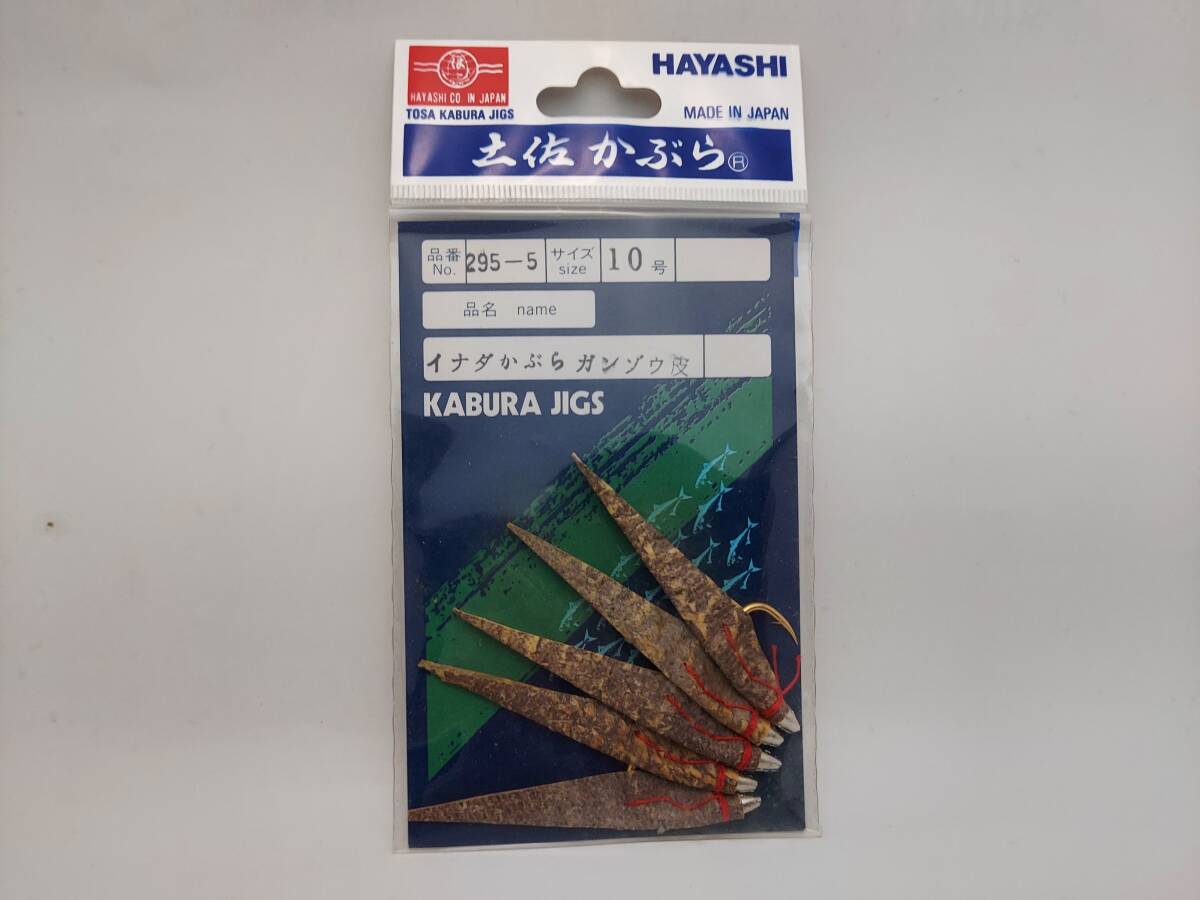 HAYASHI CO IN JAPAN
TOSA KABURA JIGS
HAYASHI
MADE IN JAPAN
土佐かぶら®
品番 295-5 サイズ 10号
No. size
品名 name
イナダかぶら ガンゾウ皮
KABURA JIGS